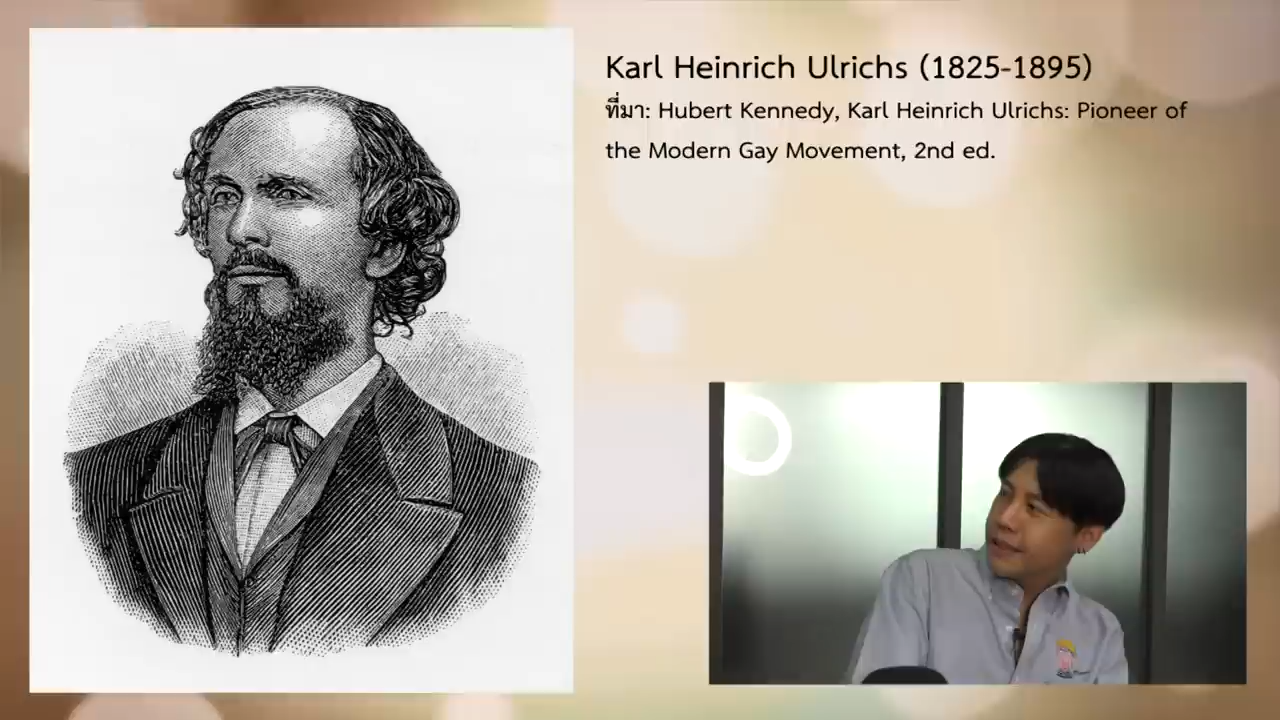 Karl Heinrich Ulrichs (1825-1895)
ที่มา: Hubert Kennedy, Karl Heinrich Ulrichs: Pioneer of
the Modern Gay Movement, 2nd ed.